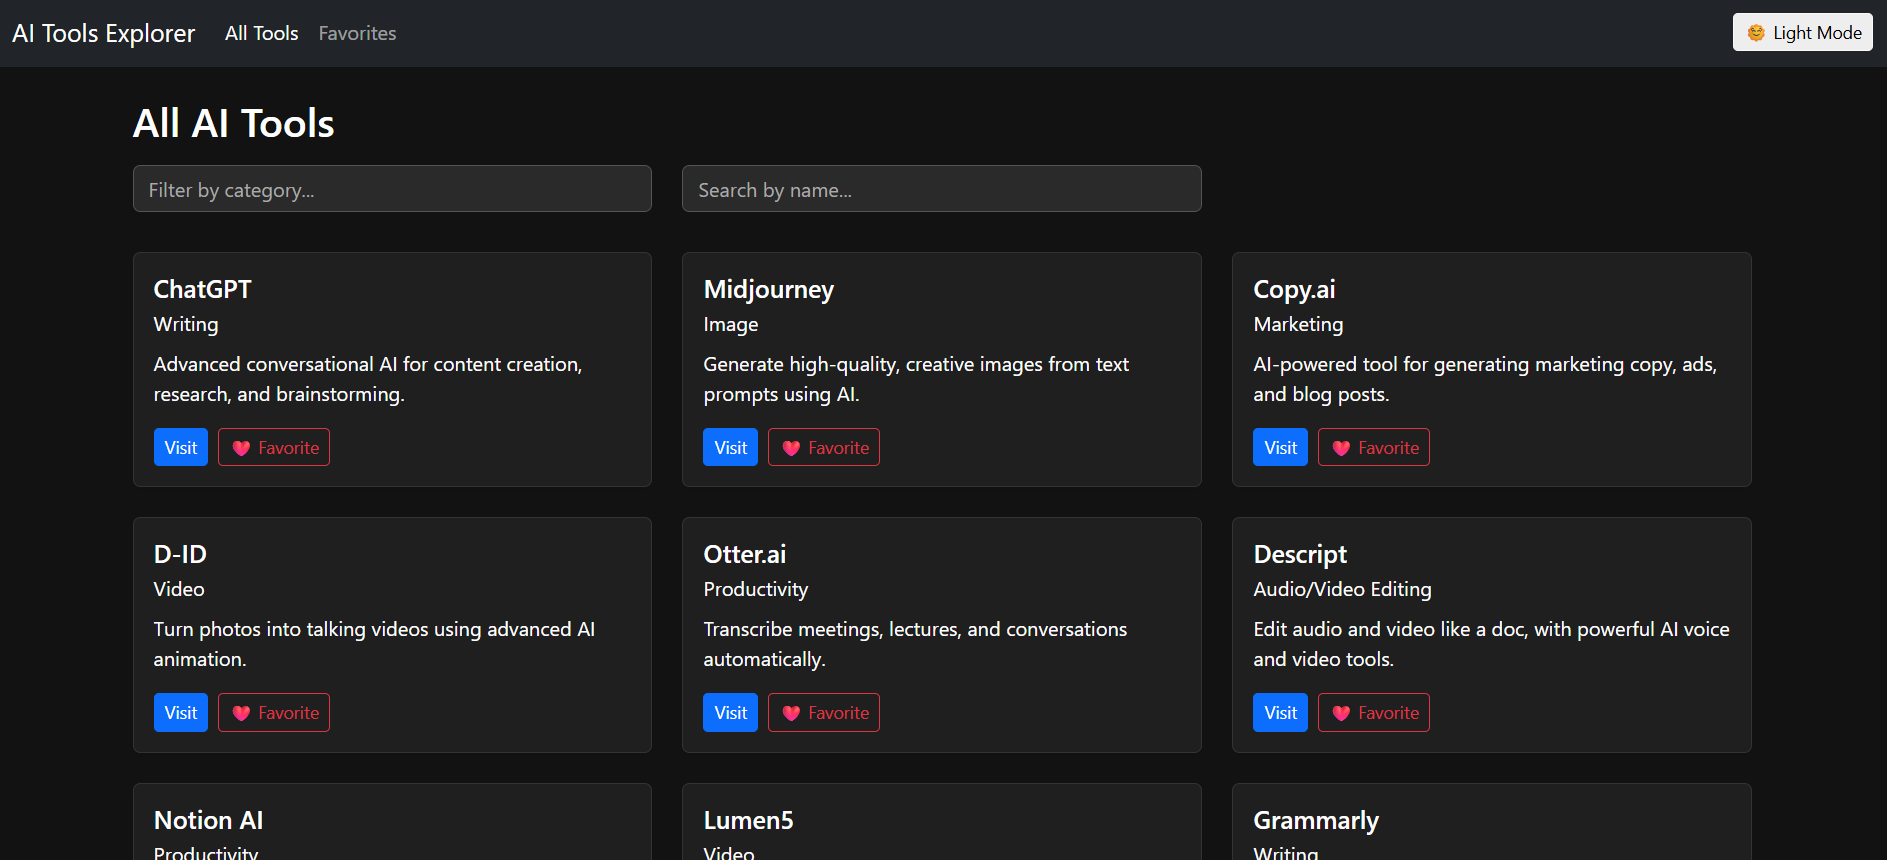 AI Tools Explorer All Tools Favorites 🌞 Light Mode
All AI Tools
Filter by category... Search by name...
ChatGPT
Writing
Advanced conversational AI for content creation,
research, and brainstorming.
Visit ❤️ Favorite
Midjourney
Image
Generate high-quality, creative images from text
prompts using AI.
Visit ❤️ Favorite
Copy.ai
Marketing
AI-powered tool for generating marketing copy, ads,
and blog posts.
Visit ❤️ Favorite
D-ID
Video
Turn photos into talking videos using advanced AI
animation.
Visit ❤️ Favorite
Otter.ai
Productivity
Transcribe meetings, lectures, and conversations
automatically.
Visit ❤️ Favorite
Descript
Audio/Video Editing
Edit audio and video like a doc, with powerful AI voice
and video tools.
Visit ❤️ Favorite
Notion AI
Productivity
Lumen5
Video
Grammarly
Writing